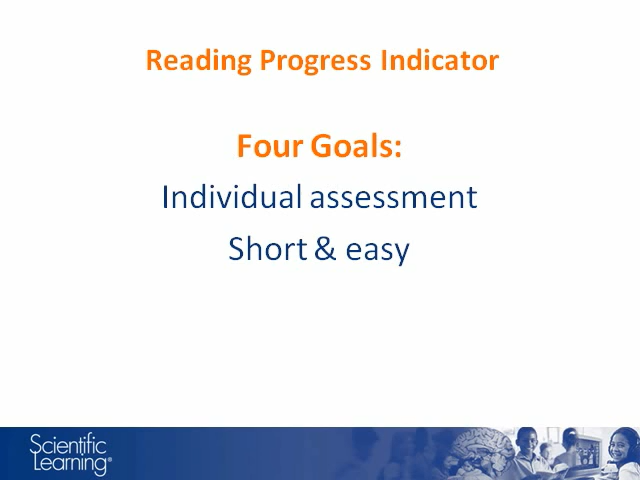 Reading Progress Indicator
Four Goals:
Individual assessment
Short & easy
Scientific
Learning®